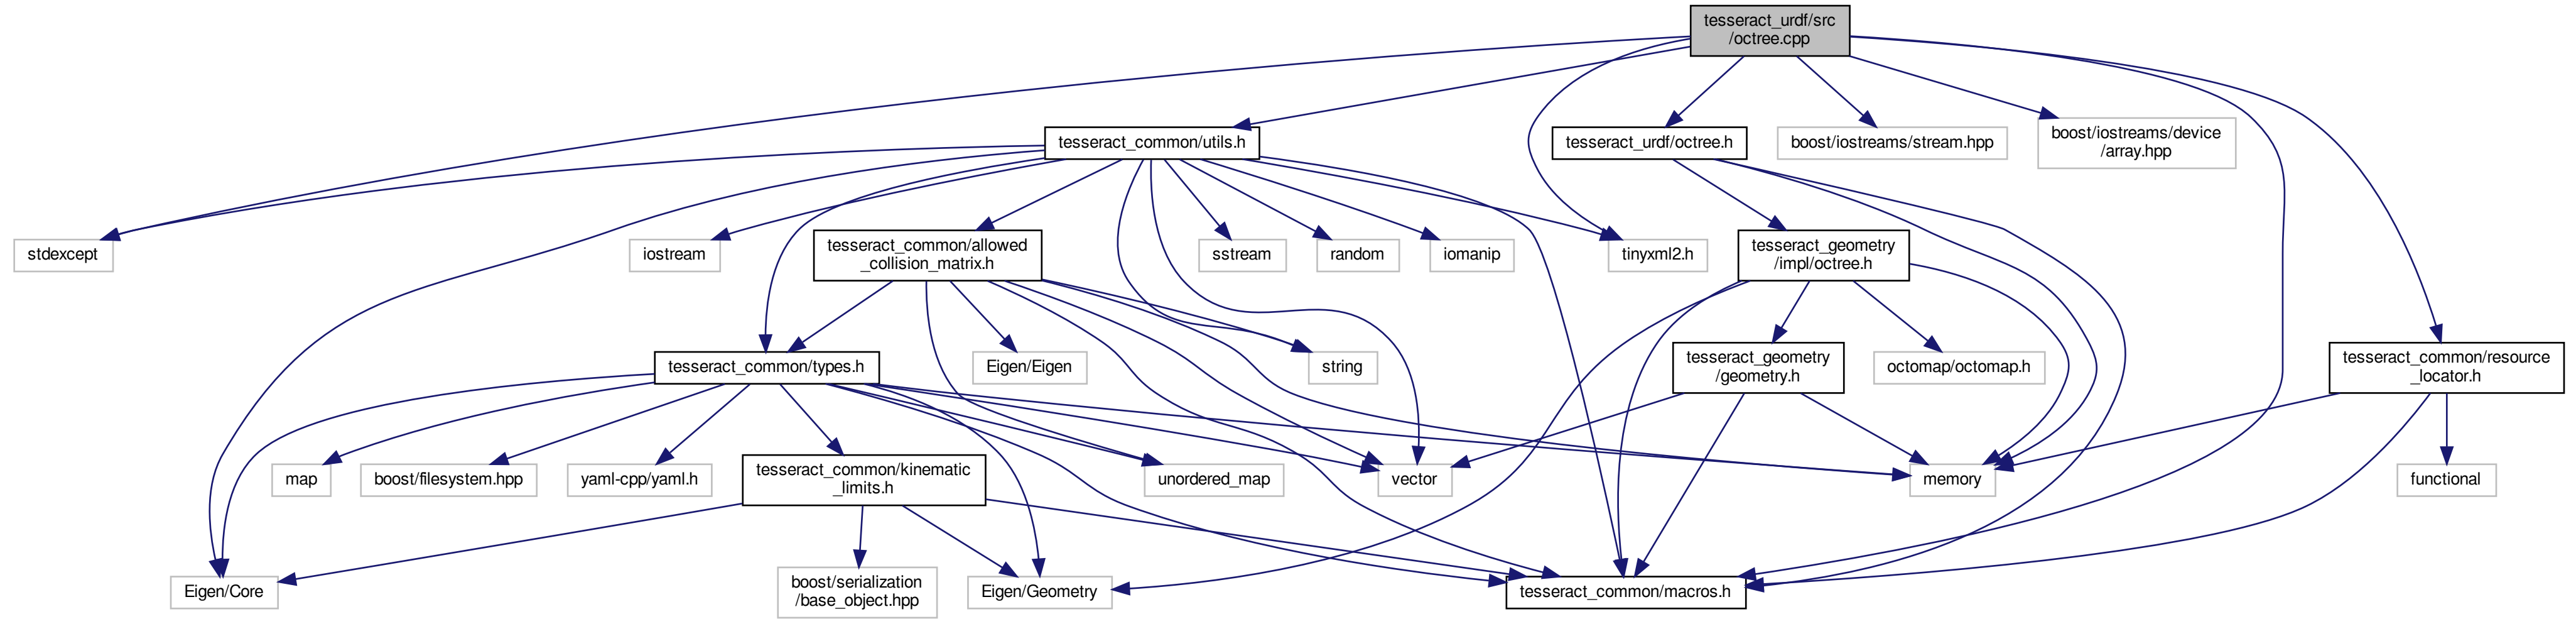 tesseract_urdf/src
/octree.cpp
tesseract_common/utils.h
tesseract_urdf/octree.h
boost/iostreams/stream.hpp
boost/iostreams/device
/array.hpp
stdexcept
iostream
tesseract_common/allowed
_collision_matrix.h
sstream
random
iomanip
tinyxml2.h
tesseract_geometry
/impl/octree.h
tesseract_common/types.h
Eigen/Eigen
string
tesseract_geometry
/geometry.h
octomap/octomap.h
tesseract_common/resource
_locator.h
map
boost/filesystem.hpp
yaml-cpp/yaml.h
tesseract_common/kinematic
_limits.h
unordered_map
vector
memory
functional
Eigen/Core
boost/serialization
/base_object.hpp
Eigen/Geometry
tesseract_common/macros.h